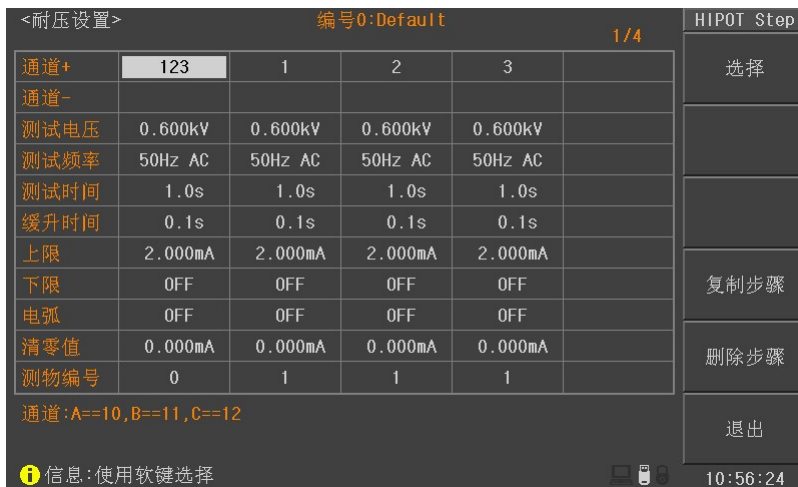 <耐压设置> 编号0:Default 1/4 HIPOT Step
通道+ 123 1 2 3 选择
通道-
测试电压 0.600kV 0.600kV 0.600kV 0.600kV
测试频率 50Hz AC 50Hz AC 50Hz AC 50Hz AC
测试时间 1.0s 1.0s 1.0s 1.0s
缓升时间 0.1s 0.1s 0.1s 0.1s
上限 2.000mA 2.000mA 2.000mA 2.000mA
下限 OFF OFF OFF OFF 复制步骤
电弧 OFF OFF OFF OFF
清零值 0.000mA 0.000mA 0.000mA 0.000mA 删除步骤
测物编号 0 1 1 1
通道:A==10,B==11,C==12 退出
信息:使用软键选择 10:56:24